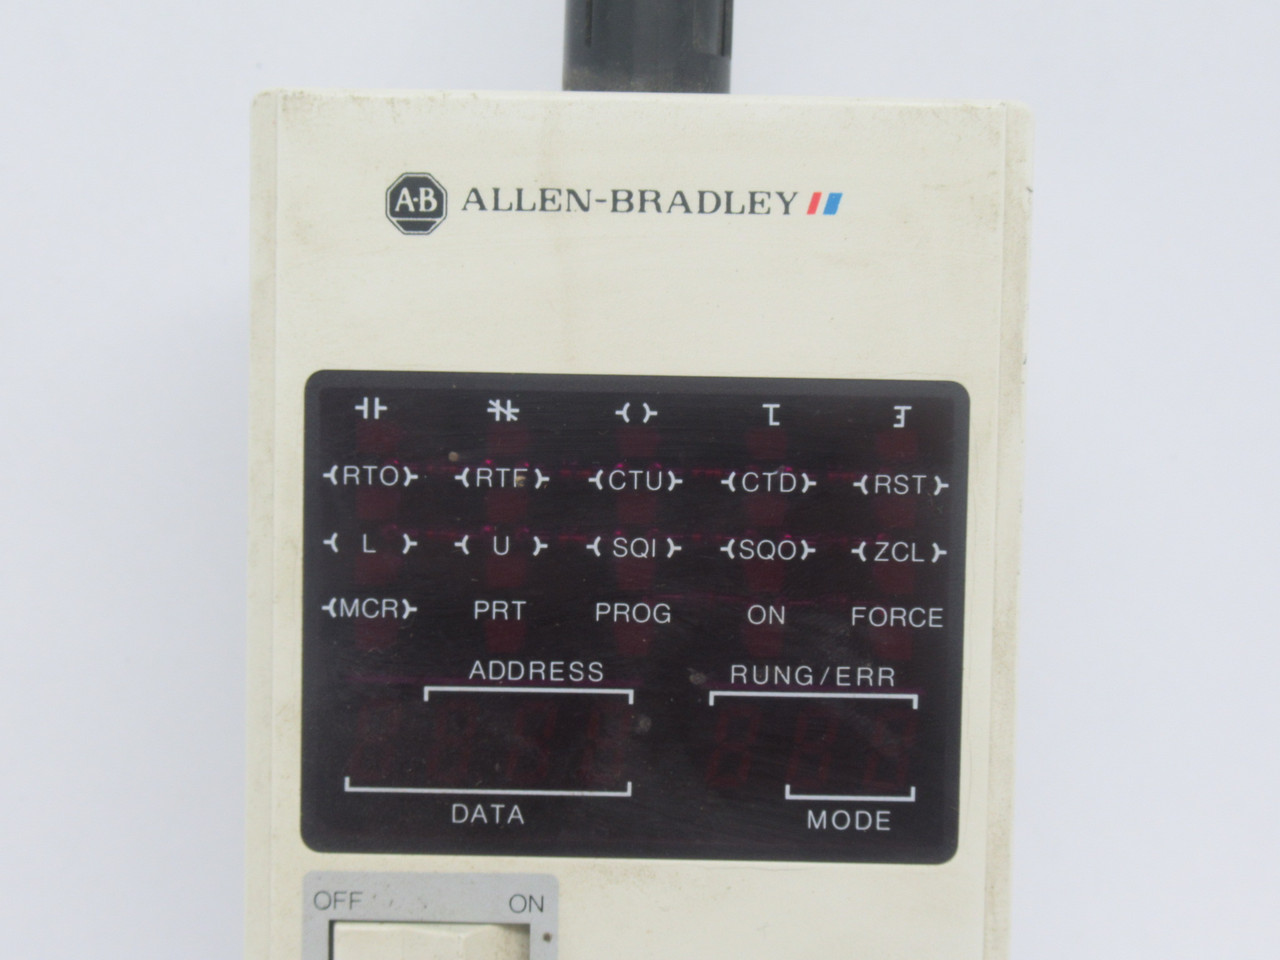 A-B ALLEN-BRADLEY
RTO RTF CTU CTD RST
L U SQI SQO ZCL
MCR PRT PROG ON FORCE
ADDRESS RUNG/ERR
DATA MODE
OFF ON